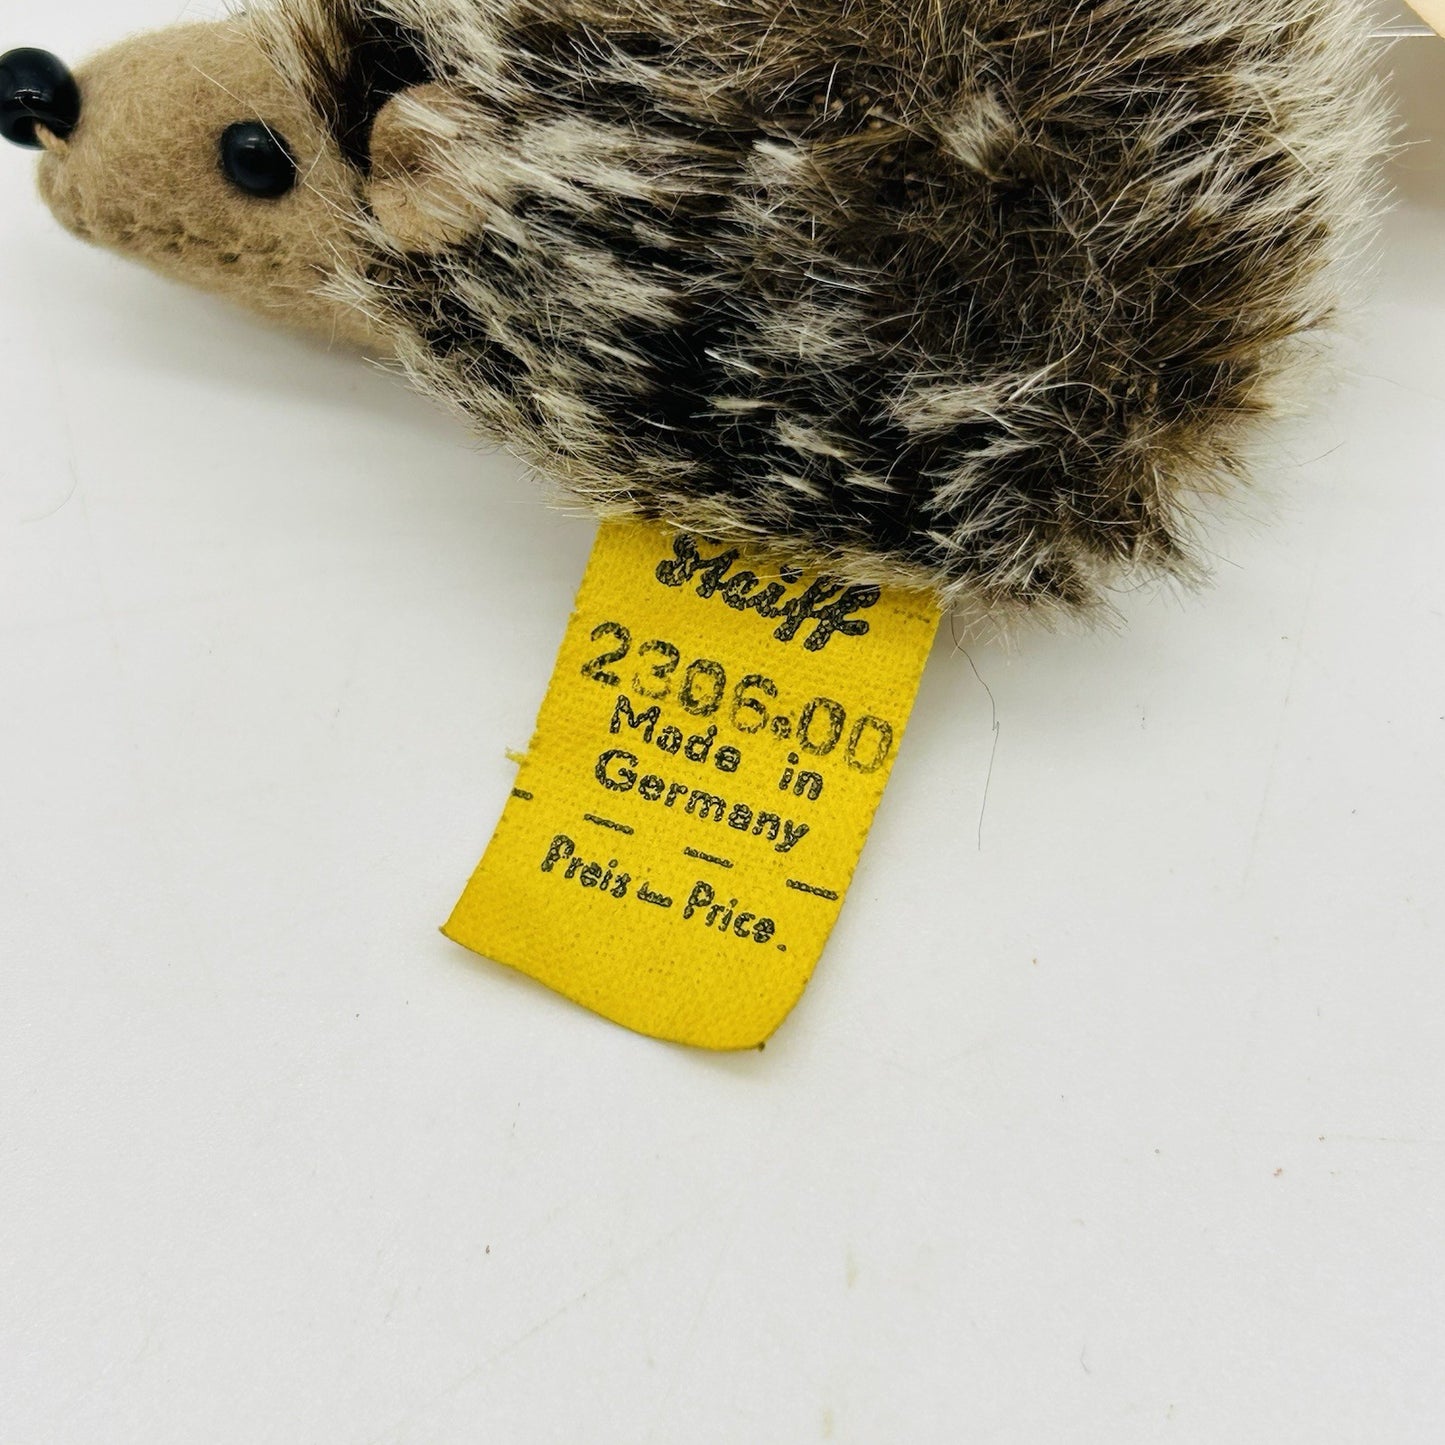 Steiff
2306.00
Made in
Germany
Preis - Price.